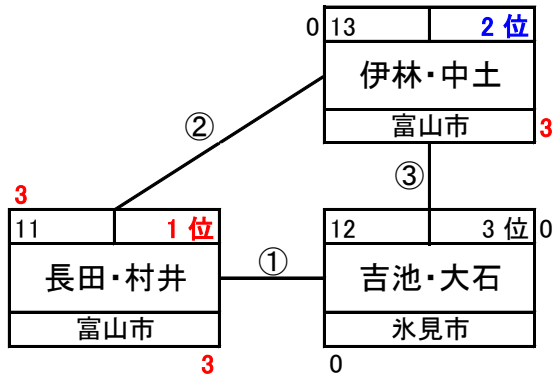 0 13 2位
伊林・中土
富山市 3
②
③
3
11 1位
長田・村井
富山市
3
①
12 3位 0
吉池・大石
氷見市
0